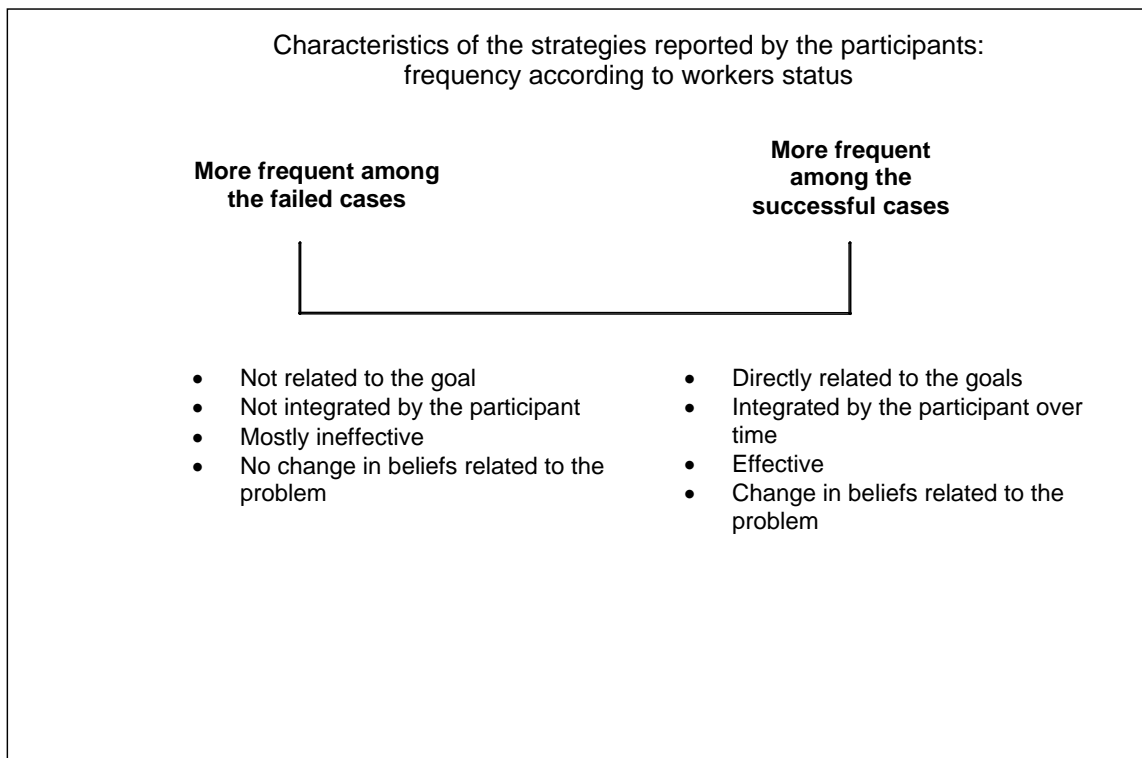 Characteristics of the strategies reported by the participants:
frequency according to workers status
More frequent among
the failed cases
More frequent
among the
successful cases
• Not related to the goal
• Not integrated by the participant
• Mostly ineffective
• No change in beliefs related to the
problem
• Directly related to the goals
• Integrated by the participant over
time
• Effective
• Change in beliefs related to the
problem